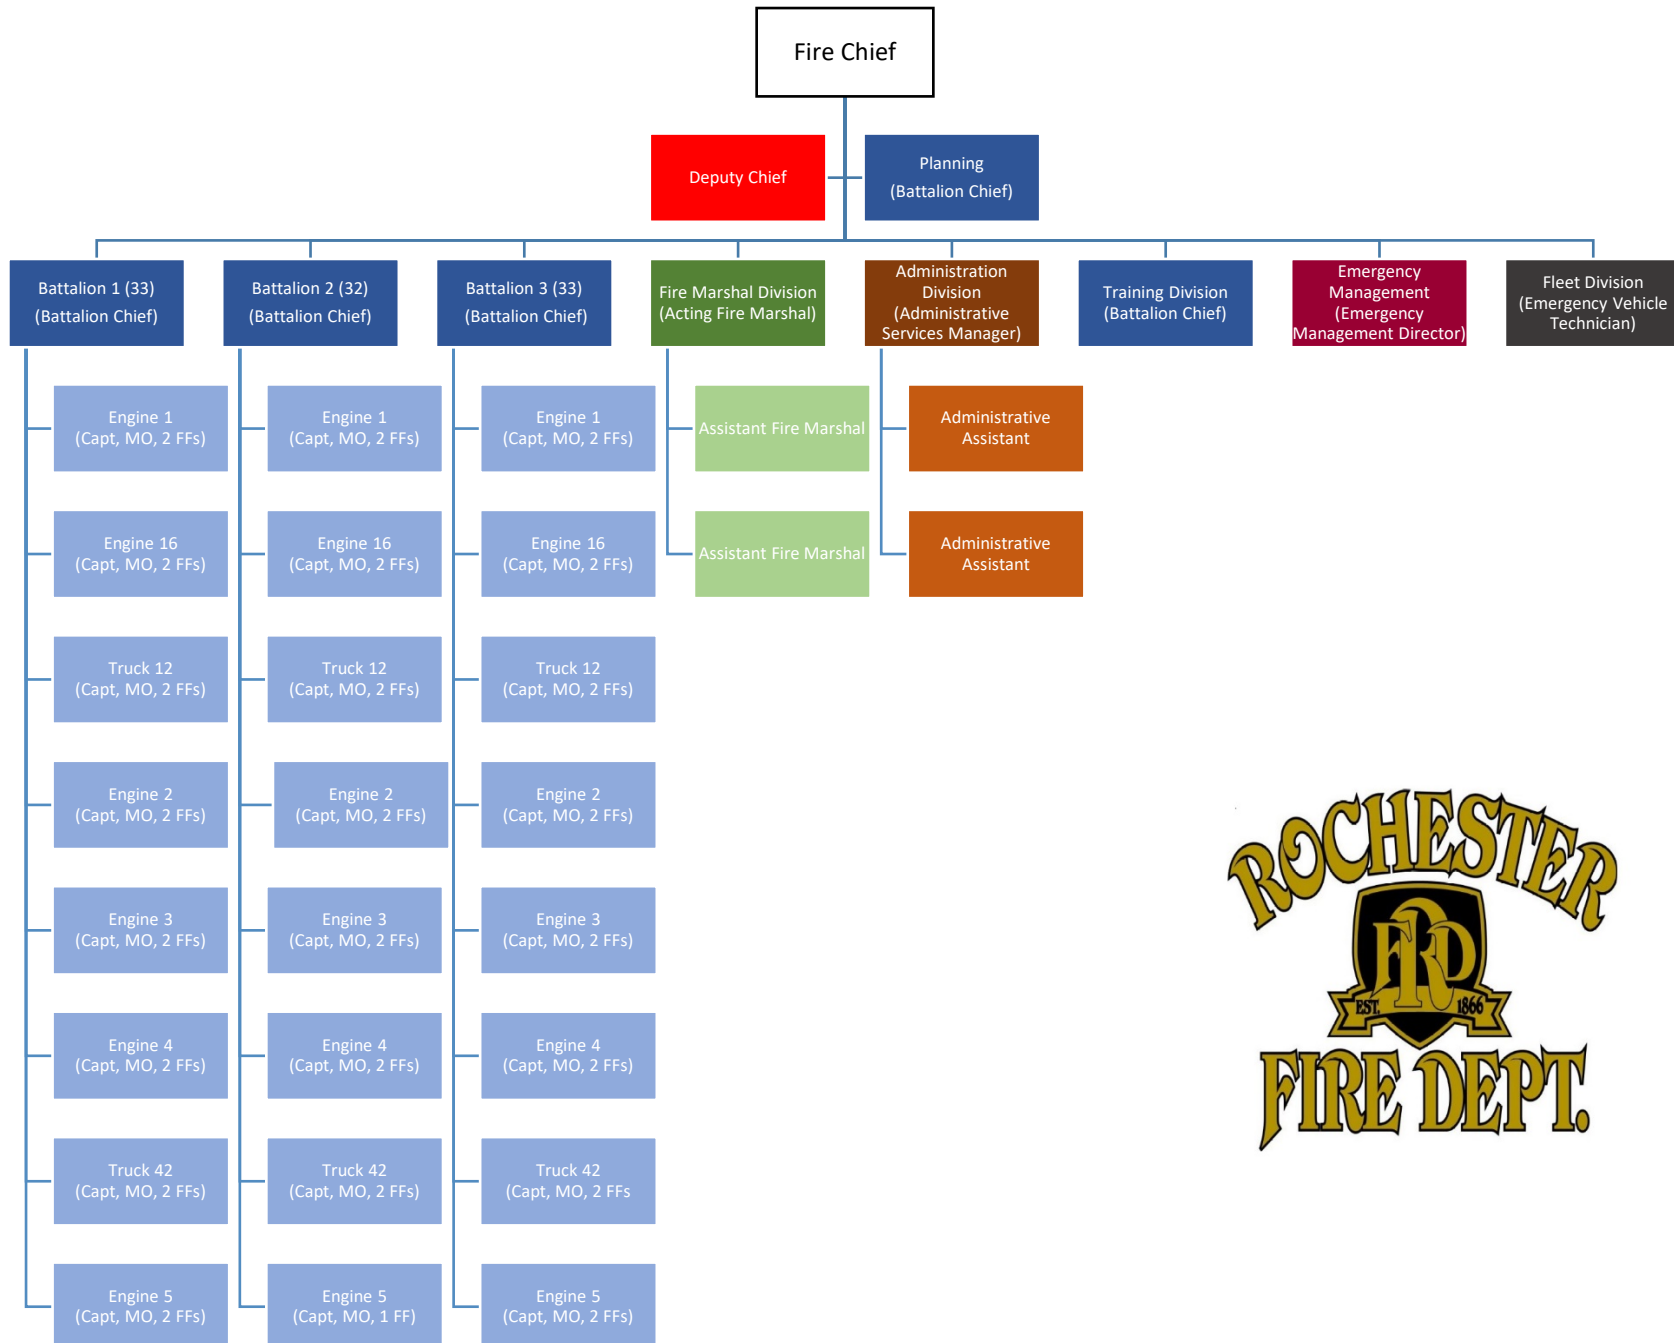 Fire Chief
Deputy Chief
Planning
(Battalion Chief)
Battalion 1 (33)
(Battalion Chief)
Battalion 2 (32)
(Battalion Chief)
Battalion 3 (33)
(Battalion Chief)
Fire Marshal Division
(Acting Fire Marshal)
Administration
Division
(Administrative
Services Manager)
Training Division
(Battalion Chief)
Emergency
Management
(Emergency
Management Director)
Fleet Division
(Emergency Vehicle
Technician)
Engine 1
(Capt, MO, 2 FFs)
Engine 1
(Capt, MO, 2 FFs)
Engine 1
(Capt, MO, 2 FFs)
Assistant Fire Marshal
Administrative
Assistant
Engine 16
(Capt, MO, 2 FFs)
Engine 16
(Capt, MO, 2 FFs)
Engine 16
(Capt, MO, 2 FFs)
Assistant Fire Marshal
Administrative
Assistant
Truck 12
(Capt, MO, 2 FFs)
Truck 12
(Capt, MO, 2 FFs)
Truck 12
(Capt, MO, 2 FFs)
Engine 2
(Capt, MO, 2 FFs)
Engine 2
(Capt, MO, 2 FFs)
Engine 2
(Capt, MO, 2 FFs)
Engine 3
(Capt, MO, 2 FFs)
Engine 3
(Capt, MO, 2 FFs)
Engine 3
(Capt, MO, 2 FFs)
Engine 4
(Capt, MO, 2 FFs)
Engine 4
(Capt, MO, 2 FFs)
Engine 4
(Capt, MO, 2 FFs)
Truck 42
(Capt, MO, 2 FFs)
Truck 42
(Capt, MO, 2 FFs)
Truck 42
(Capt, MO, 2 FFs
Engine 5
(Capt, MO, 2 FFs)
Engine 5
(Capt, MO, 1 FF)
Engine 5
(Capt, MO, 2 FFs)
ROCHESTER
FRD
EST. 1866
FIRE DEPT.